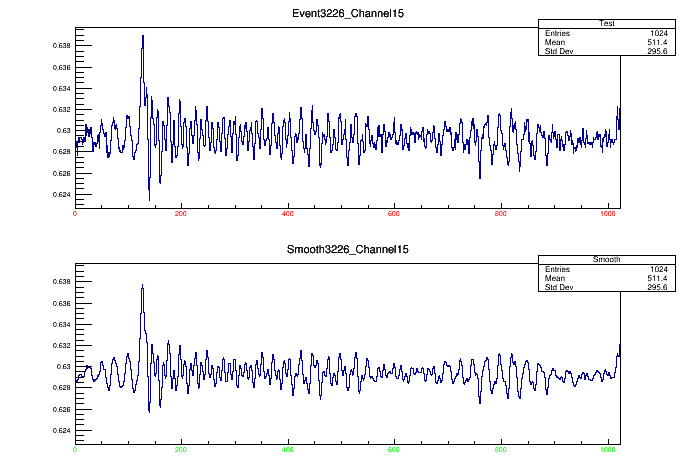 Event3226_Channel15
Test
Entries 1024
Mean 511.4
Std Dev 295.6
0.638
0.636
0.634
0.632
0.63
0.628
0.626
0.624
0 200 400 600 800 1000
Smooth3226_Channel15
Smooth
Entries 1024
Mean 511.4
Std Dev 295.6
0.638
0.636
0.634
0.632
0.63
0.628
0.626
0.624
0 200 400 600 800 1000